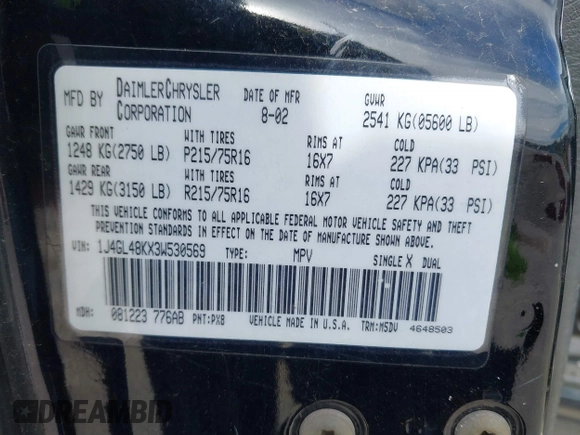 MFD BY DAIMLERCHRYSLER CORPORATION DATE OF MFR 8-02 GVWR 2541 KG(05600 LB)
GAWR FRONT WITH TIRES RIMS AT COLD
1248 KG(2750 LB) P215/75R16 16X7 227 KPA(33 PSI)
GAWR REAR WITH TIRES RIMS AT COLD
1429 KG(3150 LB) R215/75R16 16X7 227 KPA(33 PSI)
THIS VEHICLE CONFORMS TO ALL APPLICABLE FEDERAL MOTOR VEHICLE SAFETY AND THEFT
PREVENTION STANDARDS IN EFFECT ON THE DATE OF MANUFACTURE SHOWN ABOVE.
VIN: 1J4GL48KX3W530569 TYPE: MPV SINGLE X DUAL
MDH: 081223 776AB PNT:PXB VEHICLE MADE IN U.S.A. TRM:MSDV 4648503
DREAMBID